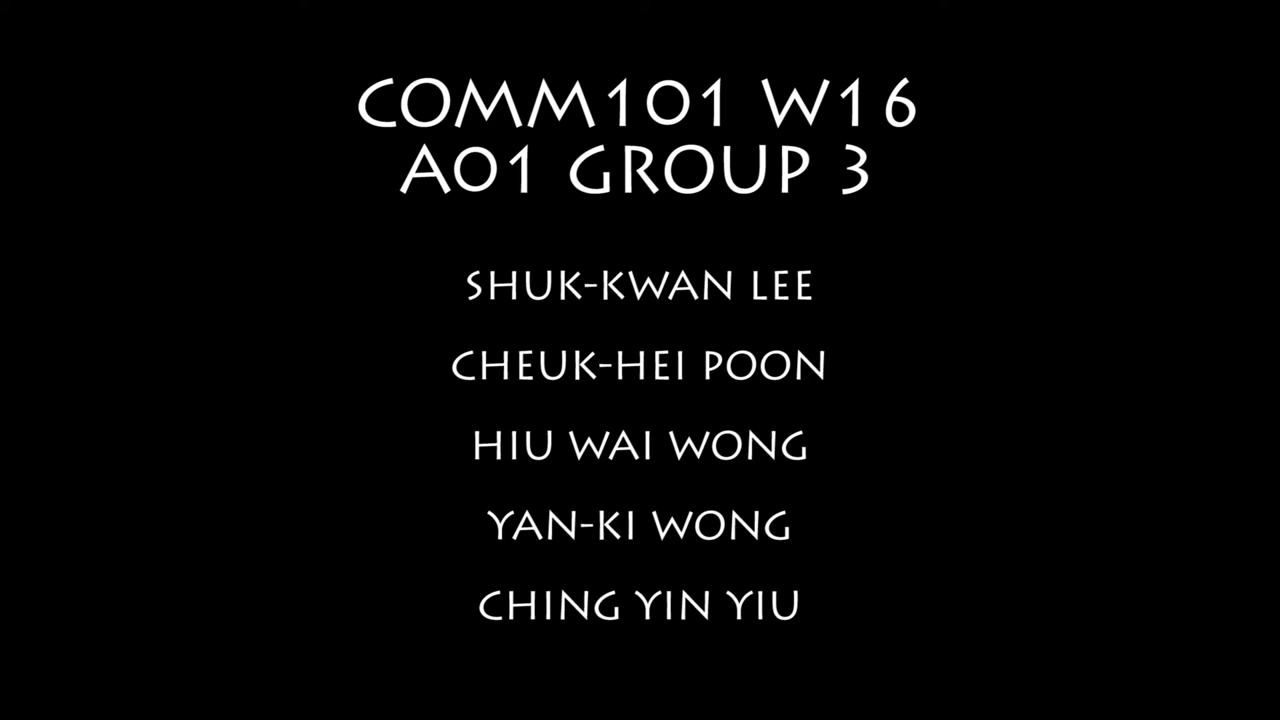 COMM101 W16
A01 GROUP 3
SHUK-KWAN LEE
CHEUK-HEI POON
HIU WAI WONG
YAN-KI WONG
CHING YIN YIU